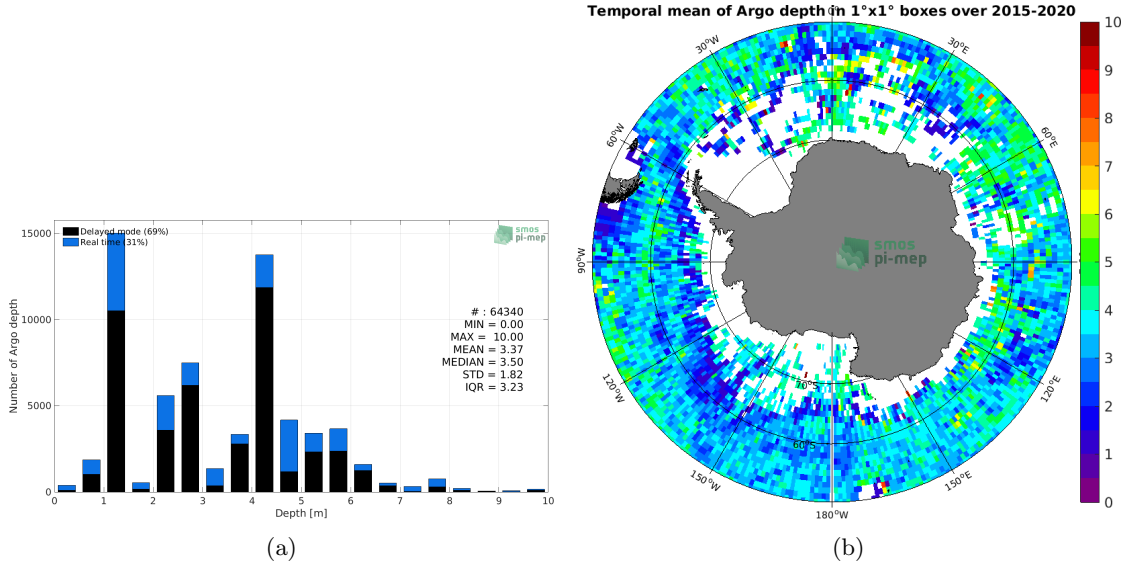 Temporal mean of Argo depth in 1°x1° boxes over 2015-2020
Delayed mode (69%)
Real time (31%)
smos
pi-mep
# : 64340
MIN = 0.00
MAX = 10.00
MEAN = 3.37
MEDIAN = 3.50
STD = 1.82
IQR = 3.23
Number of Argo depth
15000
10000
5000
0
0 1 2 3 4 5 6 7 8 9 10
Depth [m]
(a)
0°
30°W
30°E
60°W
60°E
90°W
smos
pi-mep
120°W
120°E
70°S
60°S
150°W
150°E
180°W
10
9
8
7
6
5
4
3
2
1
0
(b)